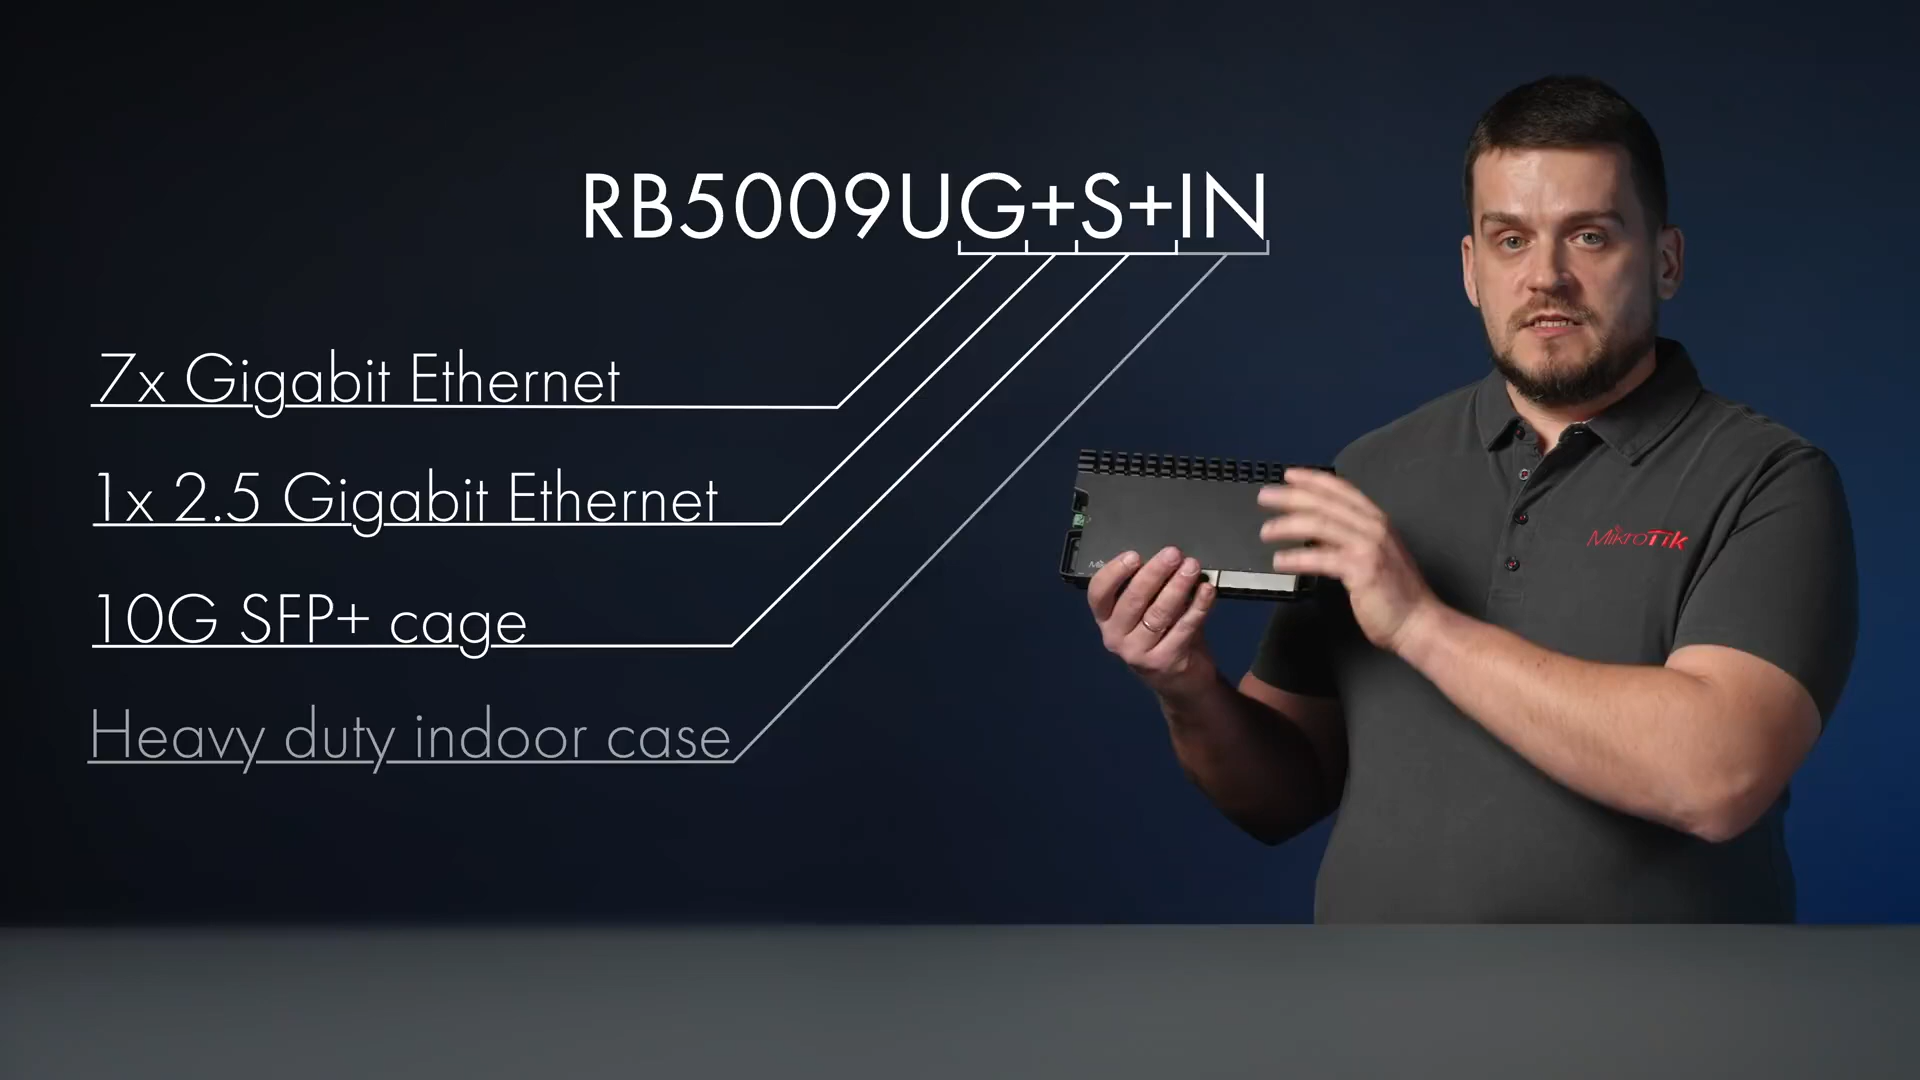 RB5009UG+S+IN
7x Gigabit Ethernet
1x 2.5 Gigabit Ethernet
10G SFP+ cage
Heavy duty indoor case
MikroTik